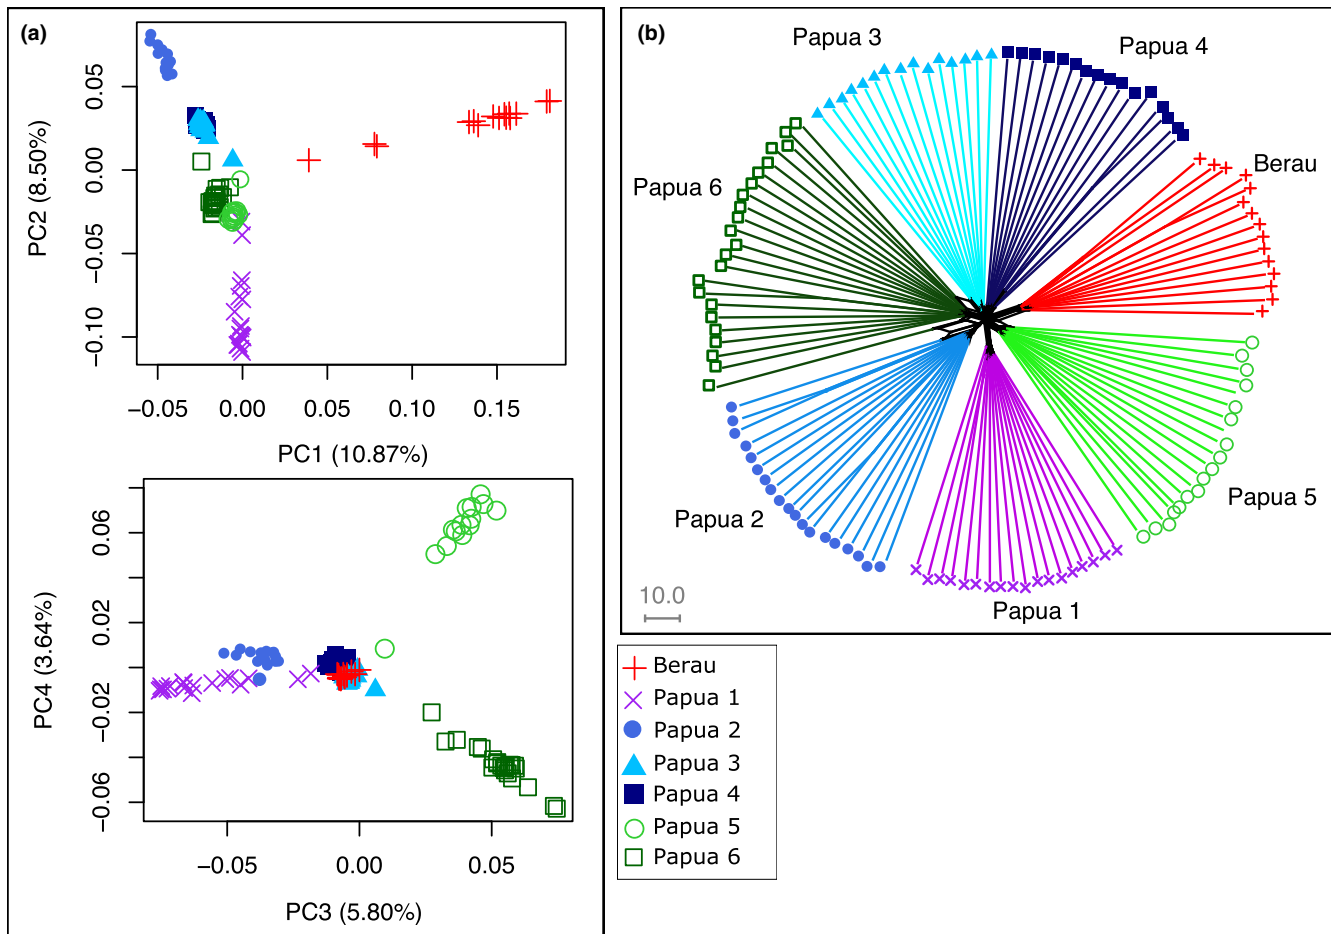 (a)
0.05
0.00
−0.05
−0.10
PC2 (8.50%)
−0.05
0.00
0.05
0.10
0.15
PC1 (10.87%)
0.06
0.02
−0.02
−0.06
PC4 (3.64%)
−0.05
0.00
0.05
PC3 (5.80%)
(b)
Papua 3
Papua 4
Berau
Papua 6
Papua 5
Papua 2
Papua 1
10.0
Berau
Papua 1
Papua 2
Papua 3
Papua 4
Papua 5
Papua 6